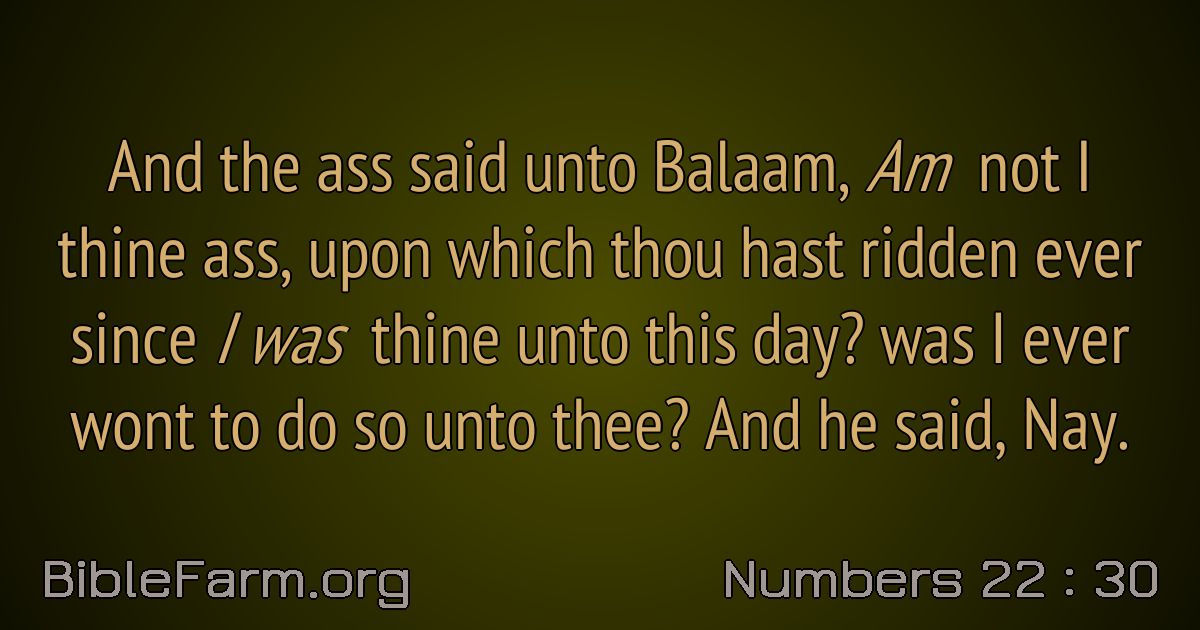 And the ass said unto Balaam, Am not I
thine ass, upon which thou hast ridden ever
since I was thine unto this day? was I ever
wont to do so unto thee? And he said, Nay.
BibleFarm.org
Numbers 22 : 30